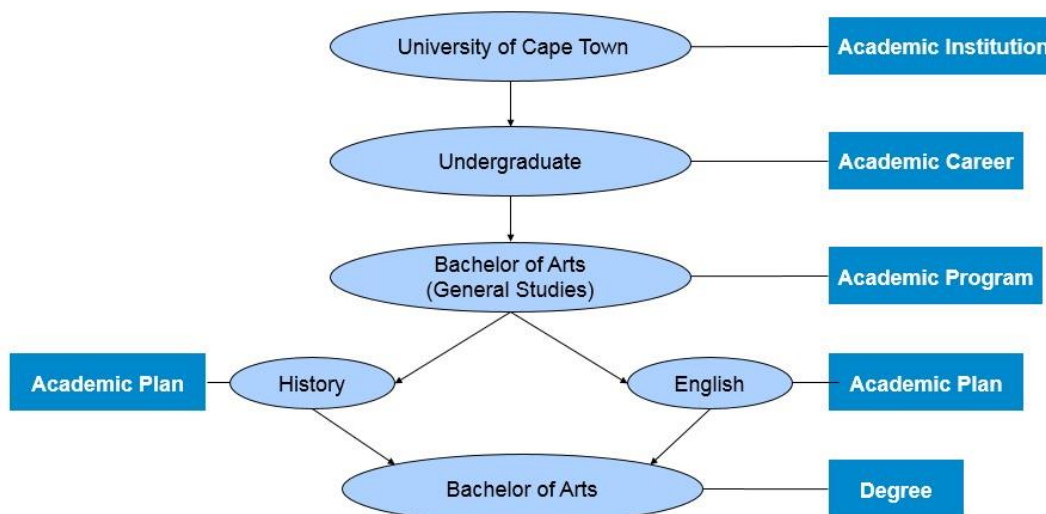 University of Cape Town
Academic Institution
Undergraduate
Academic Career
Bachelor of Arts
(General Studies)
Academic Program
Academic Plan
History
English
Academic Plan
Bachelor of Arts
Degree